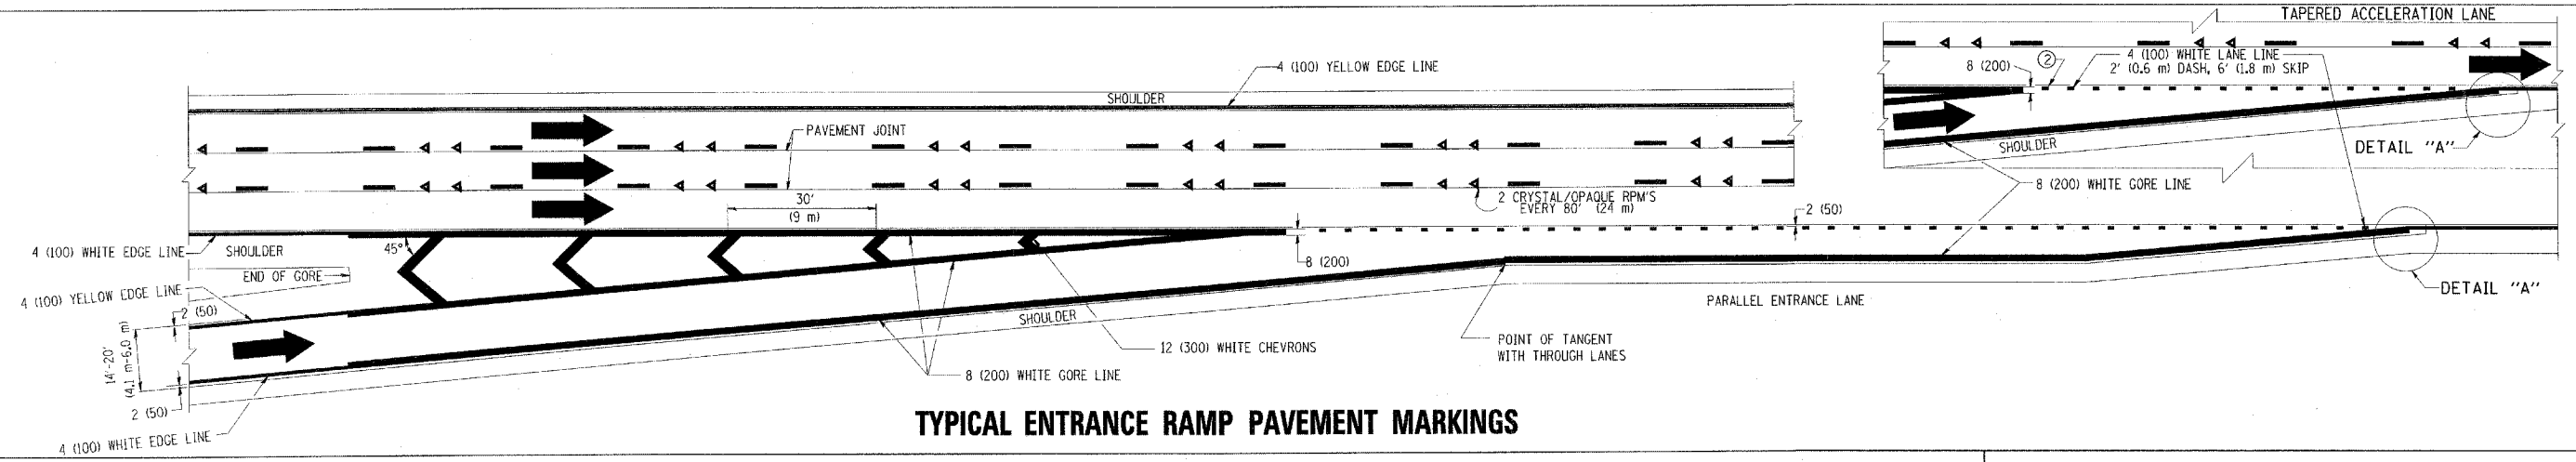 TAPERED ACCELERATION LANE
4 (100) WHITE LANE LINE
2' (0.6 m) DASH, 6' (1.8 m) SKIP
2
8 (200)
4 (100) YELLOW EDGE LINE
SHOULDER
PAVEMENT JOINT
SHOULDER
DETAIL "A"
8 (200) WHITE GORE LINE
30'
(9 m)
2 CRYSTAL/OPAQUE RPM'S
EVERY 80' (24 m)
2 (50)
4 (100) WHITE EDGE LINE
SHOULDER
45°
END OF GORE
8 (200)
4 (100) YELLOW EDGE LINE
2 (50)
14'-20'
(4.1 m-6.0 m)
SHOULDER
PARALLEL ENTRANCE LANE
DETAIL "A"
POINT OF TANGENT
WITH THROUGH LANES
12 (300) WHITE CHEVRONS
8 (200) WHITE GORE LINE
2 (50)
4 (100) WHITE EDGE LINE
TYPICAL ENTRANCE RAMP PAVEMENT MARKINGS